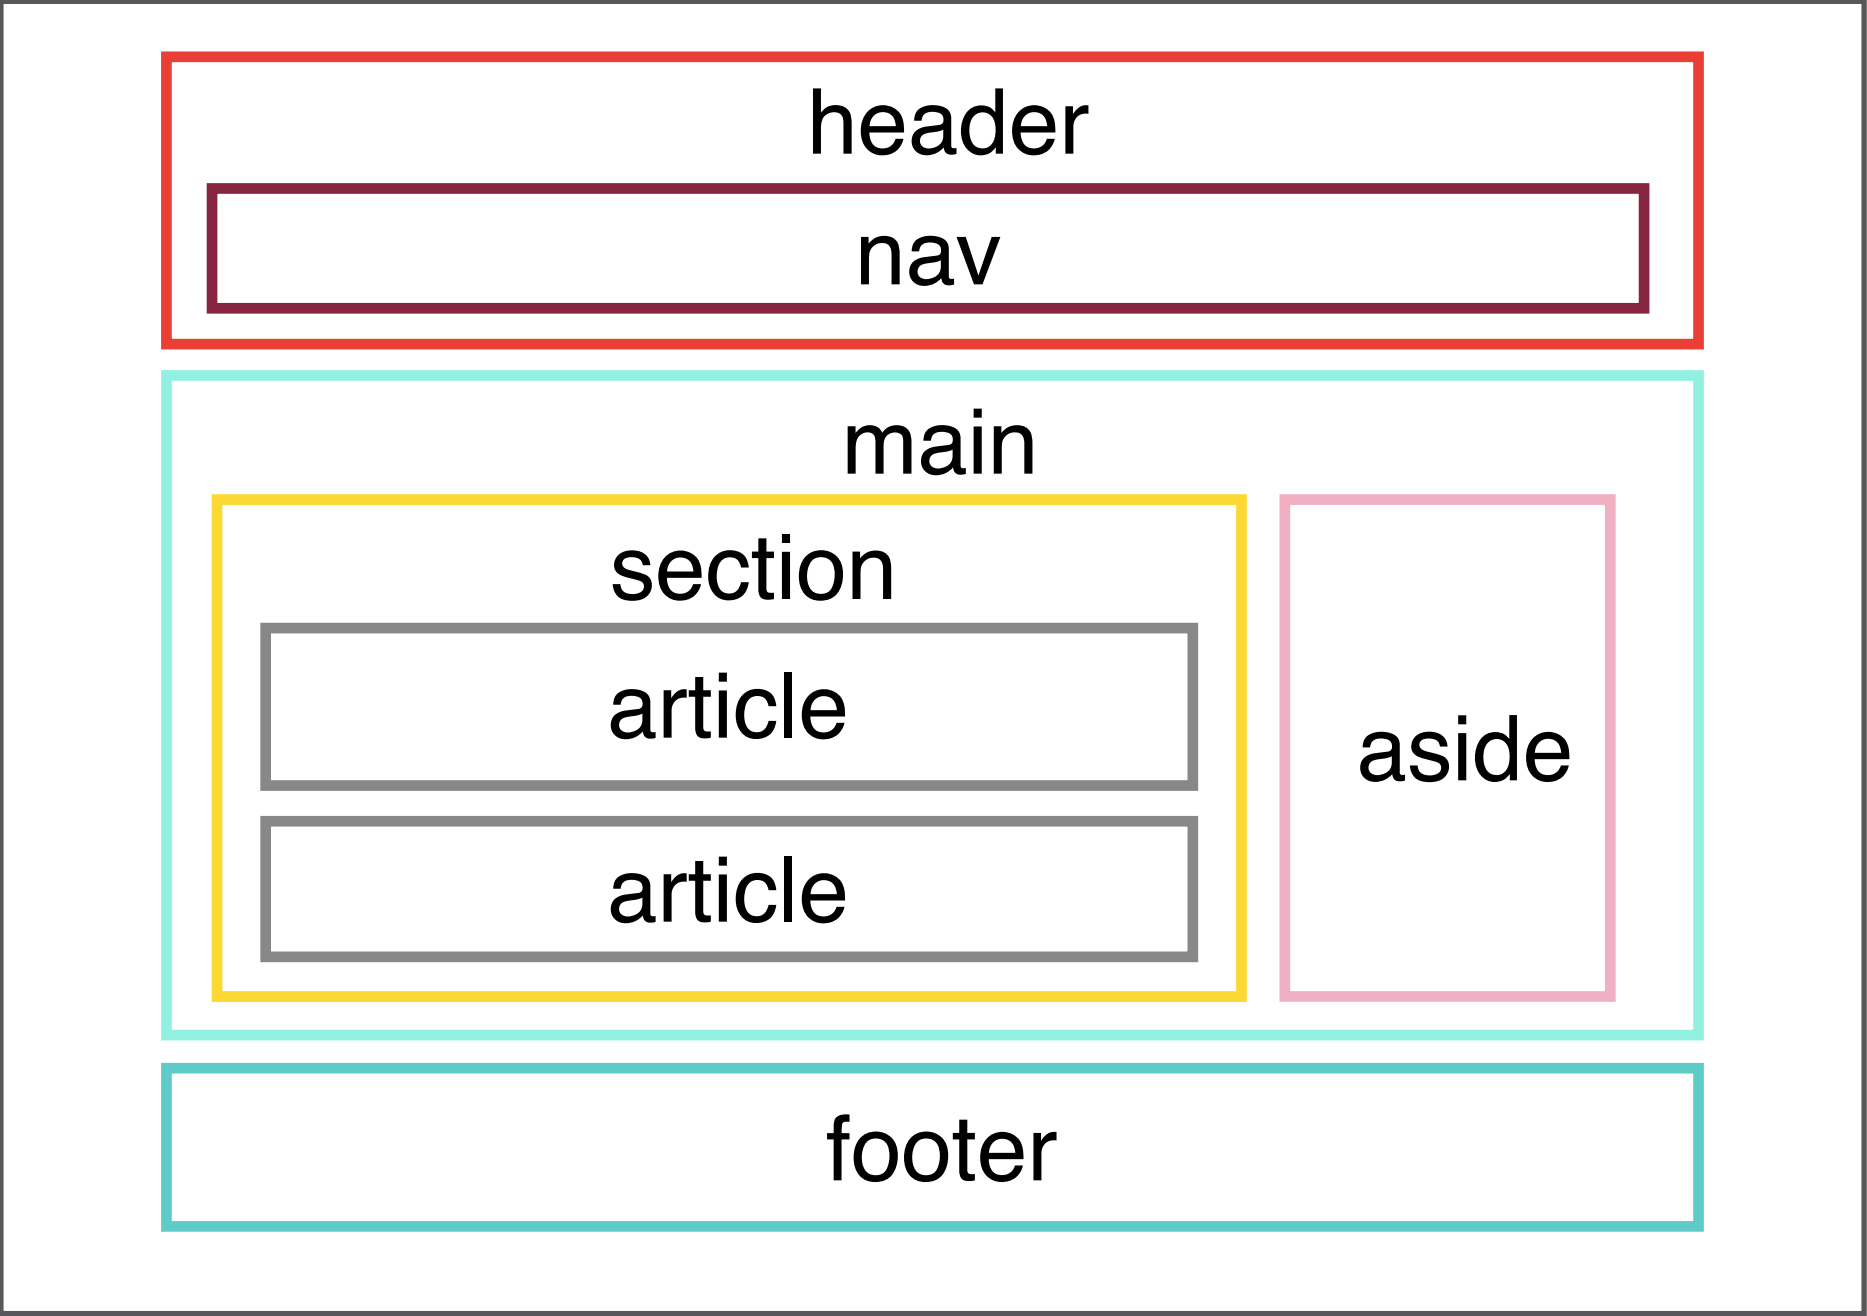 header
nav
main
section
article
article
aside
footer